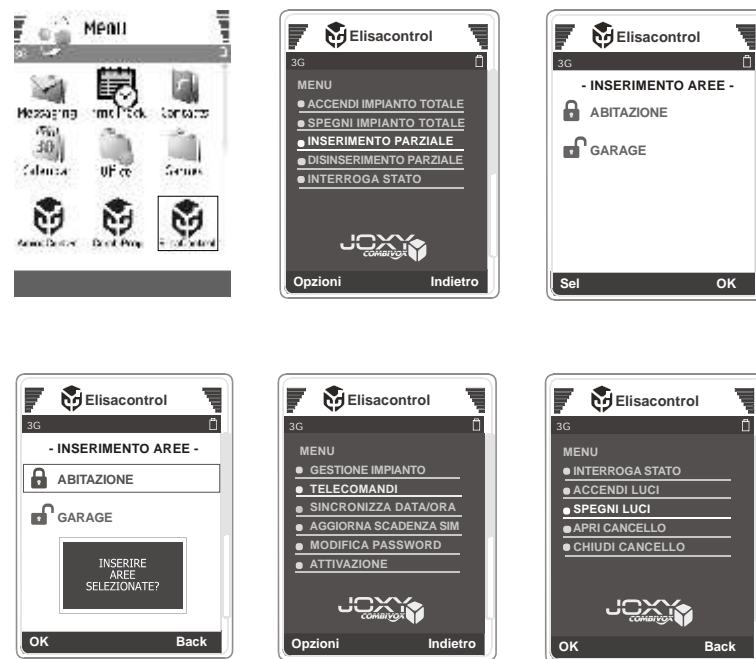 Menu
Messaging
Contacts
Calendar
Office
Games
Elisacontrol
3G
MENU
ACCENDI IMPIANTO TOTALE
SPEGNI IMPIANTO TOTALE
INSERIMENTO PARZIALE
DISINSERIMENTO PARZIALE
INTERROGA STATO
JOXY
COMBIVOX
Opzioni Indietro
Elisacontrol
3G
- INSERIMENTO AREE -
ABITAZIONE
GARAGE
Sel OK
Elisacontrol
3G
- INSERIMENTO AREE -
ABITAZIONE
GARAGE
INSERIRE
AREE
SELEZIONATE?
OK Back
Elisacontrol
3G
MENU
GESTIONE IMPIANTO
TELECOMANDI
SINCRONIZZA DATA/ORA
AGGIORNA SCADENZA SIM
MODIFICA PASSWORD
ATTIVAZIONE
JOXY
COMBIVOX
Opzioni Indietro
Elisacontrol
3G
MENU
INTERROGA STATO
ACCENDI LUCI
SPEGNI LUCI
APRI CANCELLO
CHIUDI CANCELLO
JOXY
COMBIVOX
OK Back